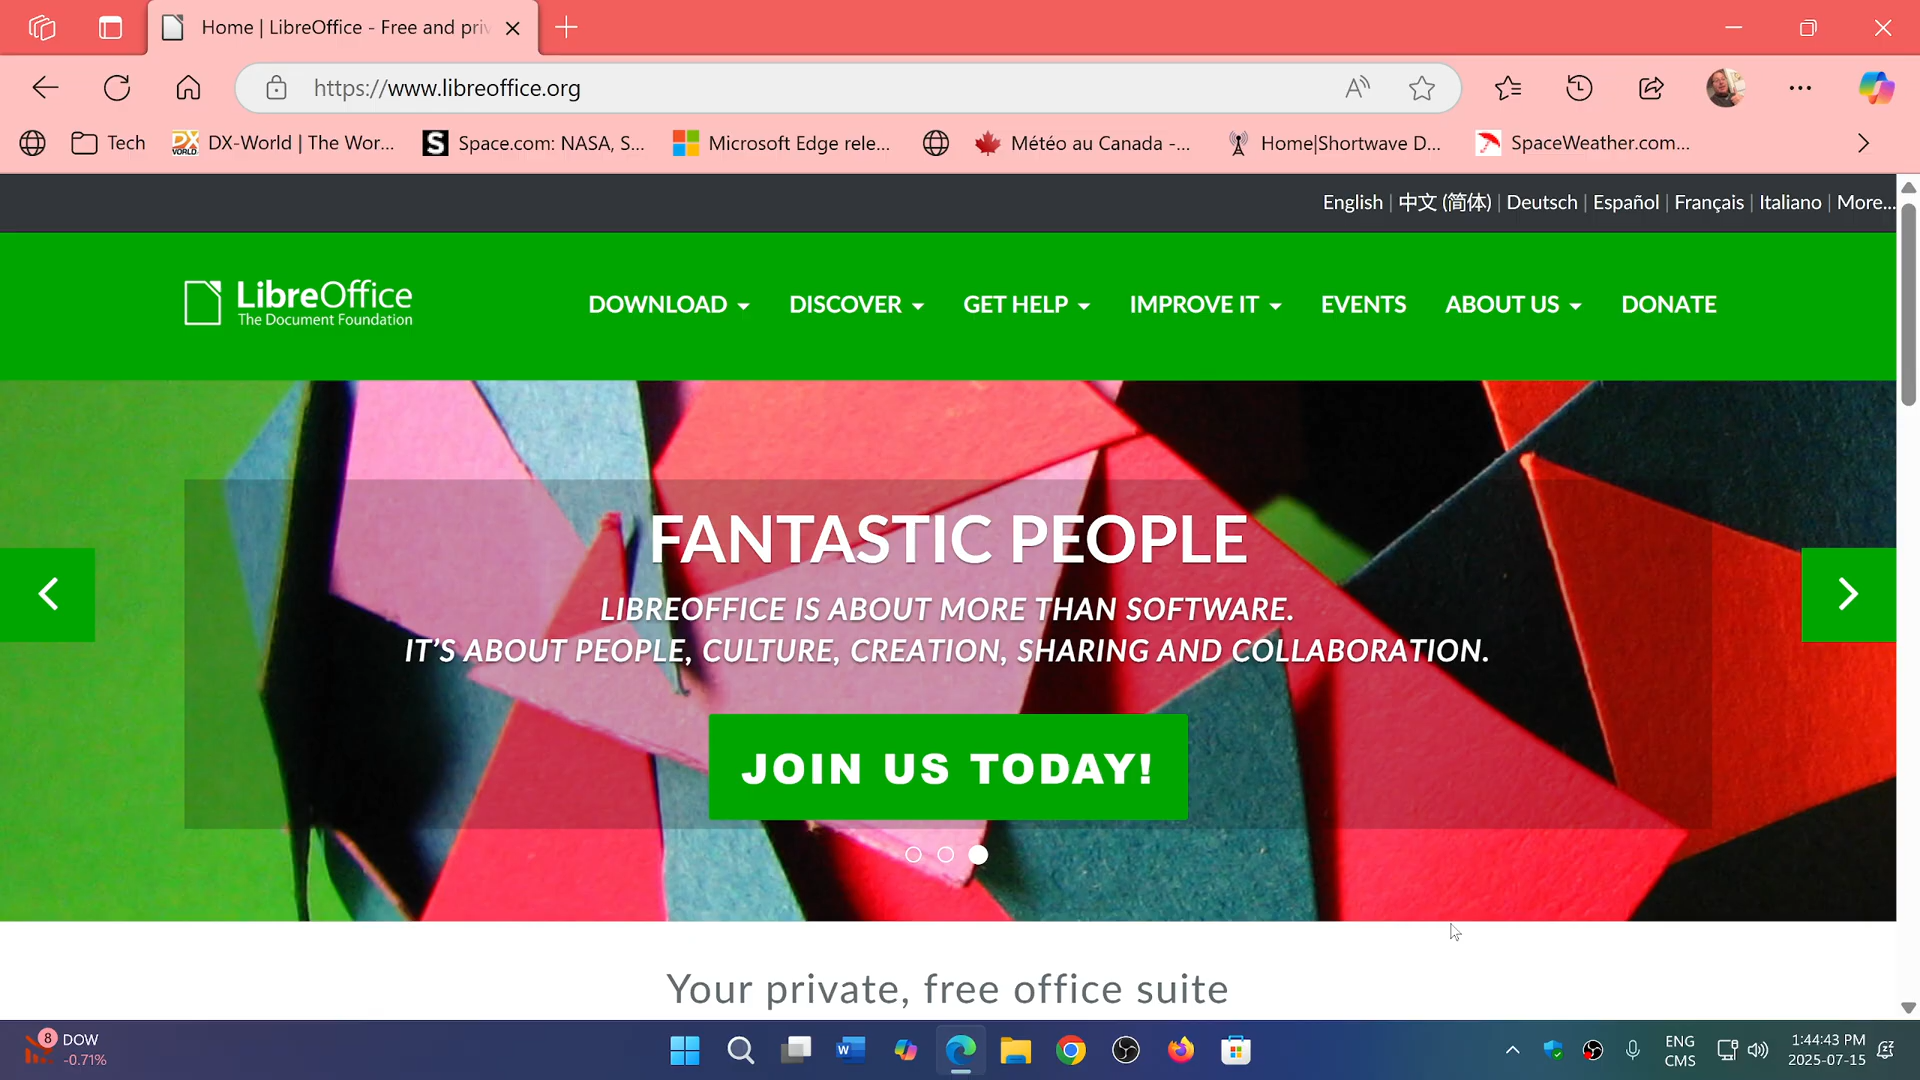 Home | LibreOffice - Free and priv
https://www.libreoffice.org
Tech
DX-World | The Wor...
Space.com: NASA, S...
Microsoft Edge rele...
Météo au Canada -...
Home|Shortwave D...
SpaceWeather.com...
English | 中文 (简体) | Deutsch | Español | Français | Italiano | More...
LibreOffice
The Document Foundation
DOWNLOAD
DISCOVER
GET HELP
IMPROVE IT
EVENTS
ABOUT US
DONATE
FANTASTIC PEOPLE
LIBREOFFICE IS ABOUT MORE THAN SOFTWARE.
IT'S ABOUT PEOPLE, CULTURE, CREATION, SHARING AND COLLABORATION.
JOIN US TODAY!
Your private, free office suite
8
DOW
-0.71%
ENG
CMS
1:44:43 PM
2025-07-15